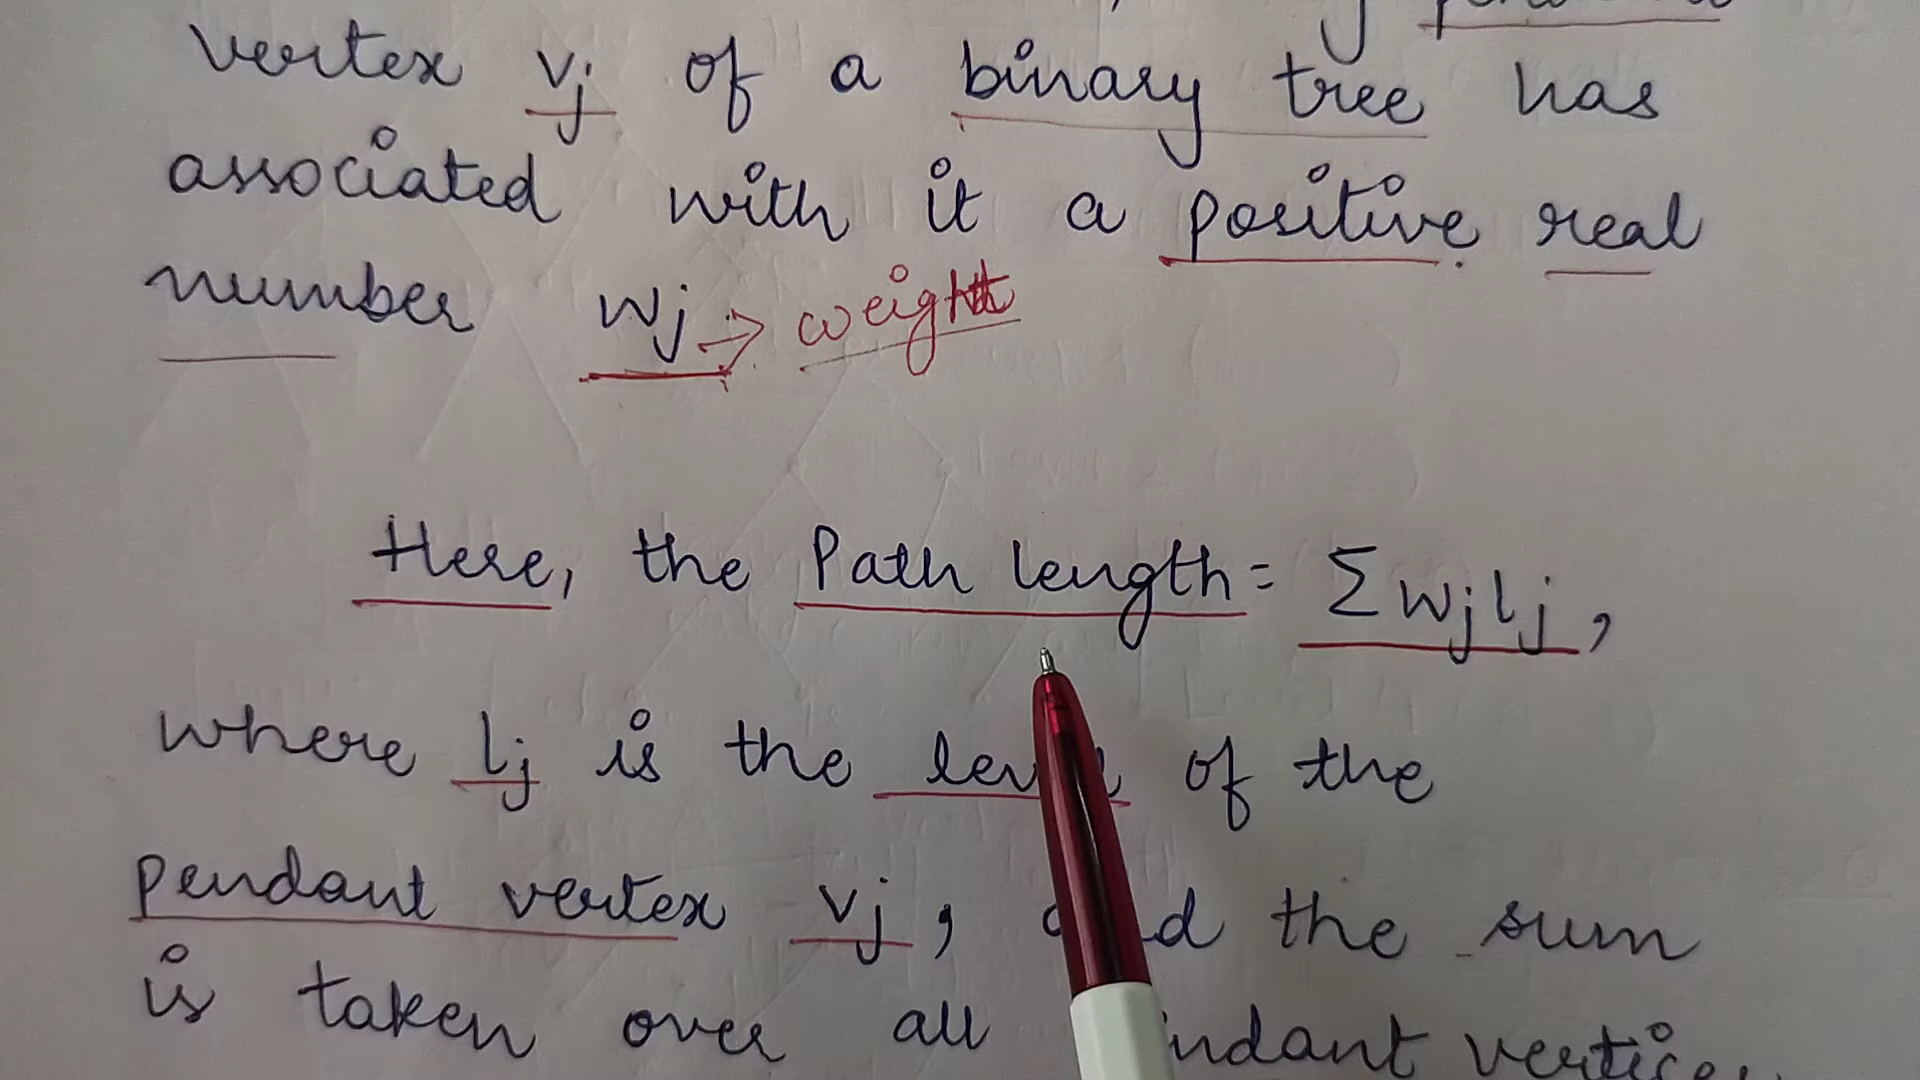 vertex vj of a binary tree has
associated with it a positive real
number wj → weight
Here, the Path length = Σ wj lj,
where lj is the level of the
pendant vertex vj, and the sum
is taken over all pendant vertices